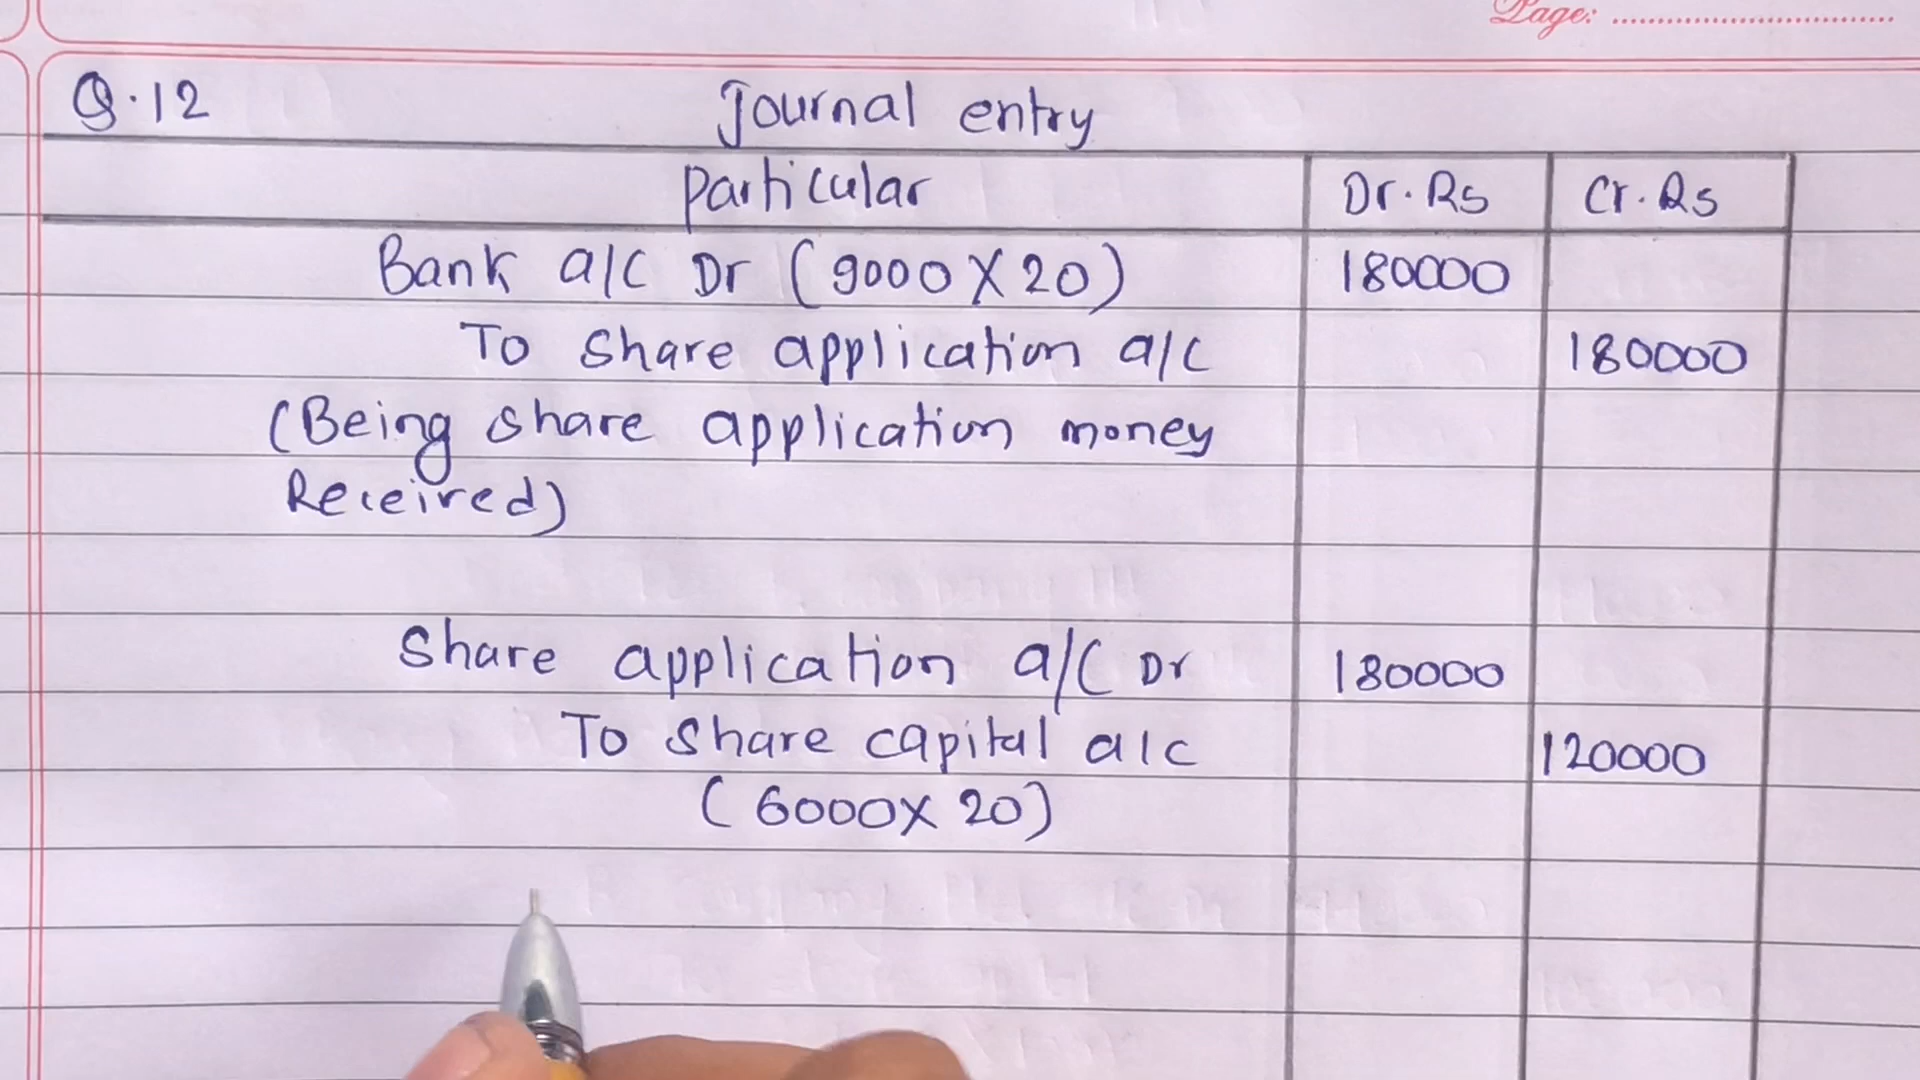 Page: ..............................
Q.12 Journal entry
Particular Dr. Rs Cr. Rs
Bank a/c Dr (9000 X 20) 180000
To share application a/c 180000
(Being share application money
Received)
Share application a/c Dr 180000
To share capital a/c 120000
(6000X 20)